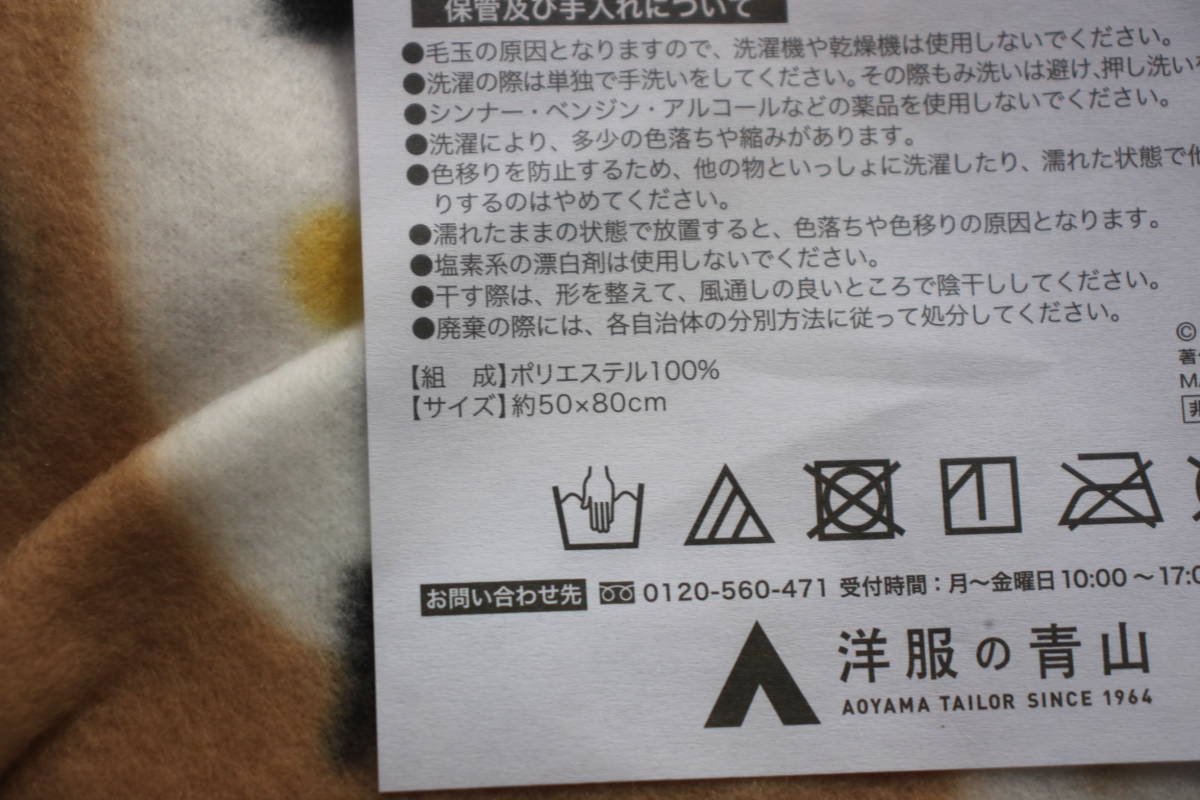 保管及び手入れについて
●毛玉の原因となりますので、洗濯機や乾燥機は使用しないでください。
●洗濯の際は単独で手洗いをしてください。その際もみ洗いは避け、押し洗い
●シンナー・ベンジン・アルコールなどの薬品を使用しないでください。
●洗濯により、多少の色落ちや縮みがあります。
●色移りを防止するため、他の物といっしょに洗濯したり、濡れた状態で
りするのはやめてください。
●濡れたままの状態で放置すると、色落ちや色移りの原因となります。
●塩素系の漂白剤は使用しないでください。
●干す際は、形を整えて、風通しの良いところで陰干ししてください。
●廃棄の際には、各自治体の分別方法に従って処分してください。
©
著
MA
非
【組　成】ポリエステル100%
【サイズ】約50×80cm
お問い合わせ先 0120-560-471 受付時間：月〜金曜日10:00〜17:0
洋服の青山
AOYAMA TAILOR SINCE 1964